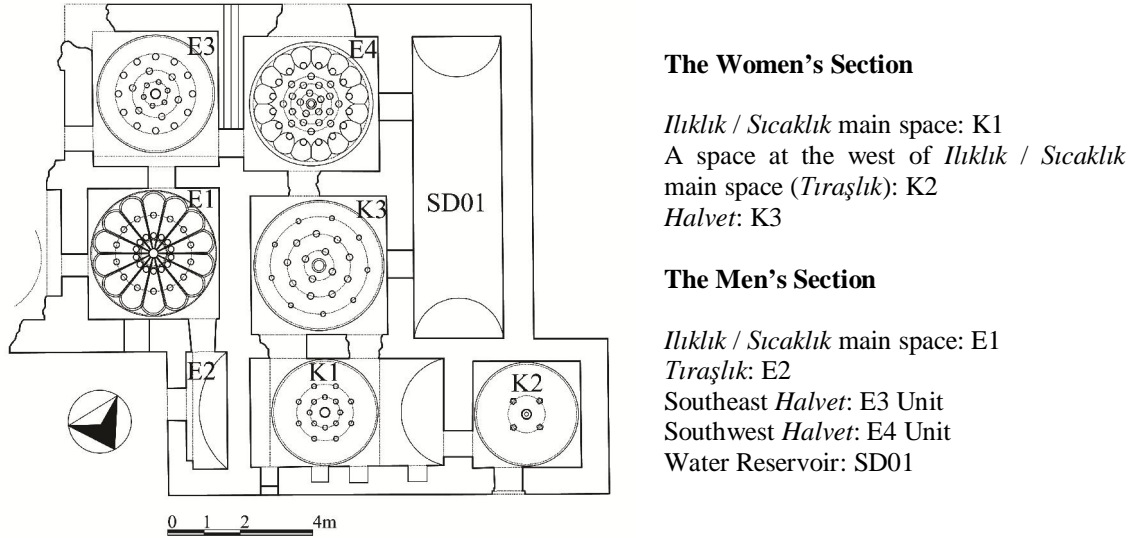 E3
E4
E1
K3
SD01
E2
K1
K2
0 1 2 4m
The Women's Section
Ilıklık / Sıcaklık main space: K1
A space at the west of Ilıklık / Sıcaklık
main space (Tıraşlık): K2
Halvet: K3
The Men's Section
Ilıklık / Sıcaklık main space: E1
Tıraşlık: E2
Southeast Halvet: E3 Unit
Southwest Halvet: E4 Unit
Water Reservoir: SD01